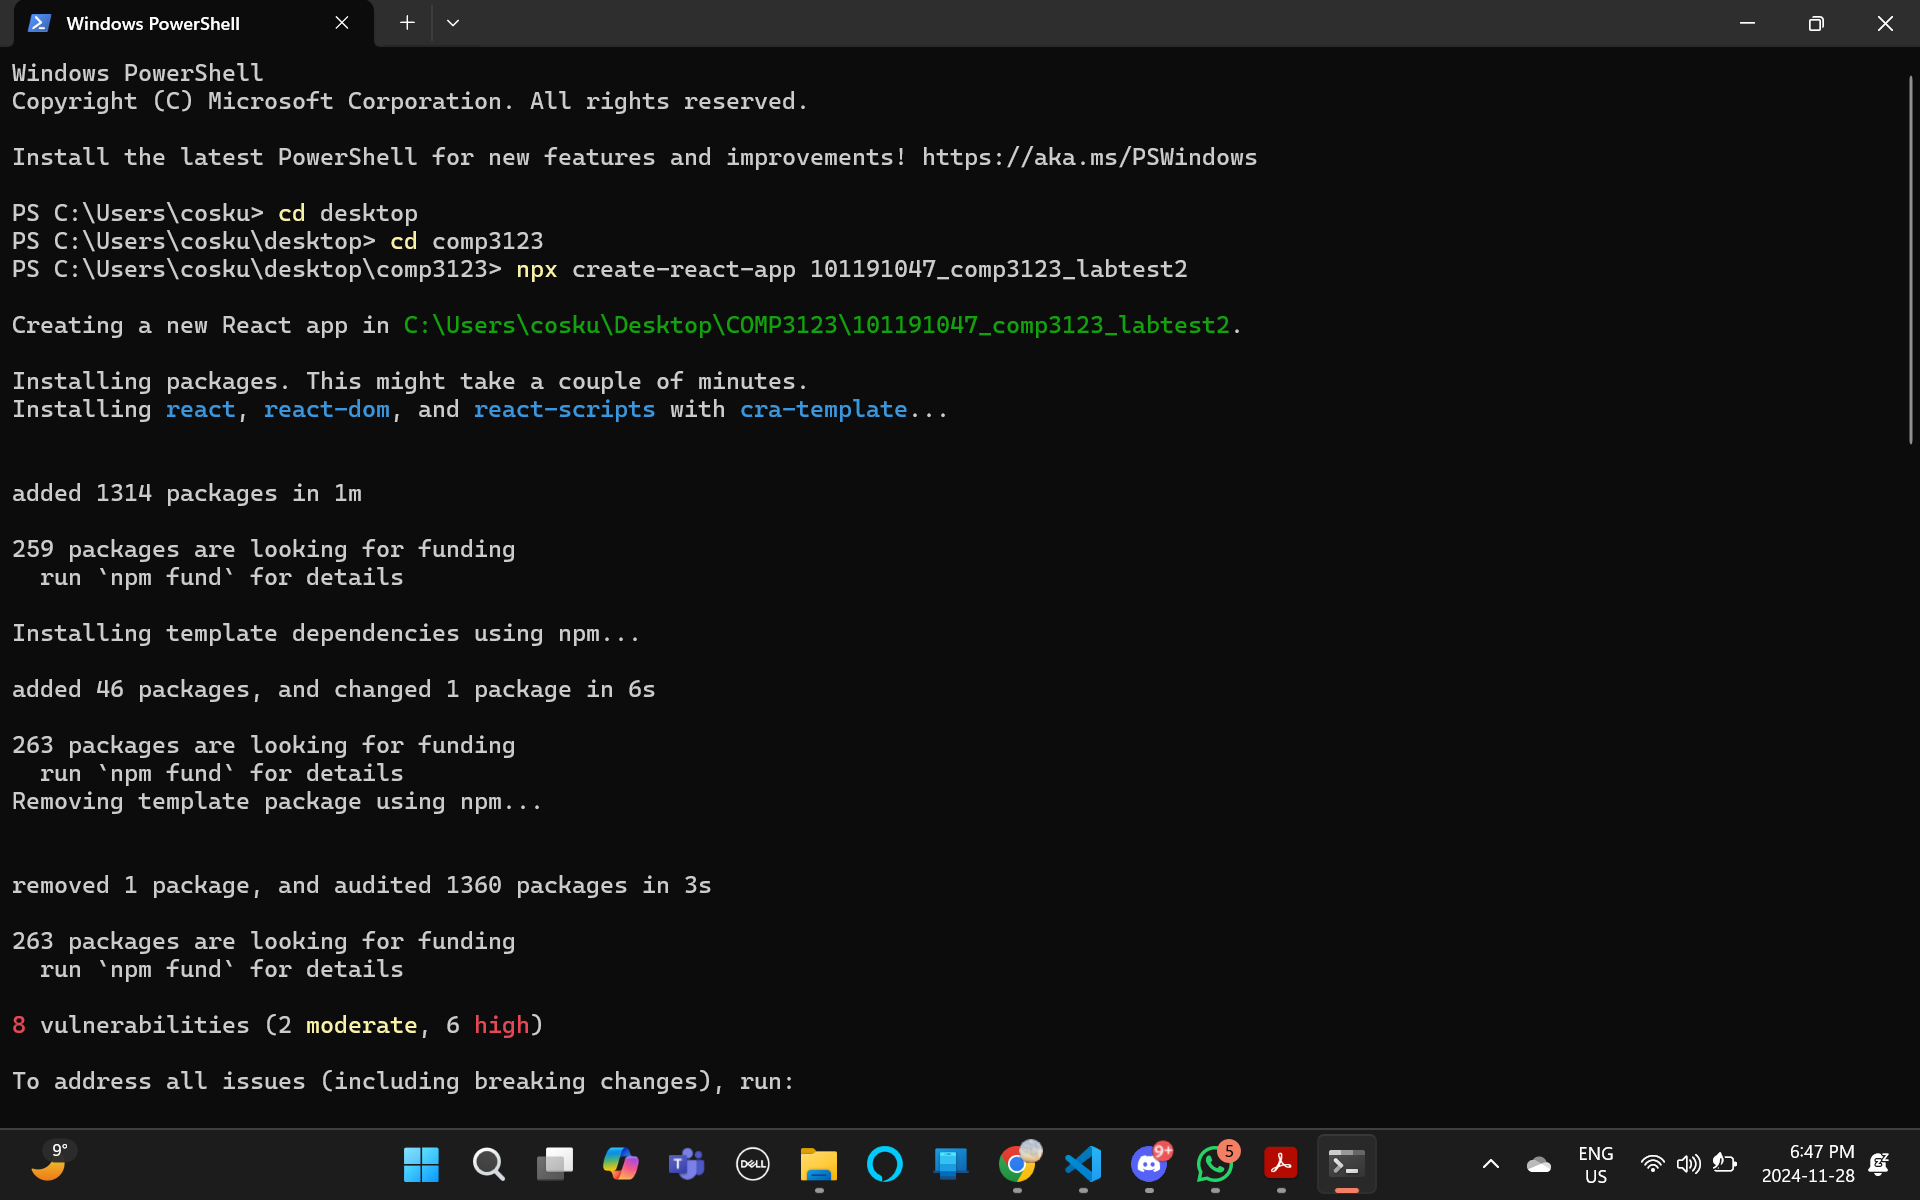 Windows PowerShell
Windows PowerShell
Copyright (C) Microsoft Corporation. All rights reserved.
Install the latest PowerShell for new features and improvements! https://aka.ms/PSWindows
PS C:\Users\cosku> cd desktop
PS C:\Users\cosku\desktop> cd comp3123
PS C:\Users\cosku\desktop\comp3123> npx create-react-app 101191047_comp3123_labtest2
Creating a new React app in C:\Users\cosku\Desktop\COMP3123\101191047_comp3123_labtest2.
Installing packages. This might take a couple of minutes.
Installing react, react-dom, and react-scripts with cra-template...
added 1314 packages in 1m
259 packages are looking for funding
  run `npm fund` for details
Installing template dependencies using npm...
added 46 packages, and changed 1 package in 6s
263 packages are looking for funding
  run `npm fund` for details
Removing template package using npm...
removed 1 package, and audited 1360 packages in 3s
263 packages are looking for funding
  run `npm fund` for details
8 vulnerabilities (2 moderate, 6 high)
To address all issues (including breaking changes), run:
9°
T
DELL
9+
5
ENG
US
6:47 PM
2024-11-28